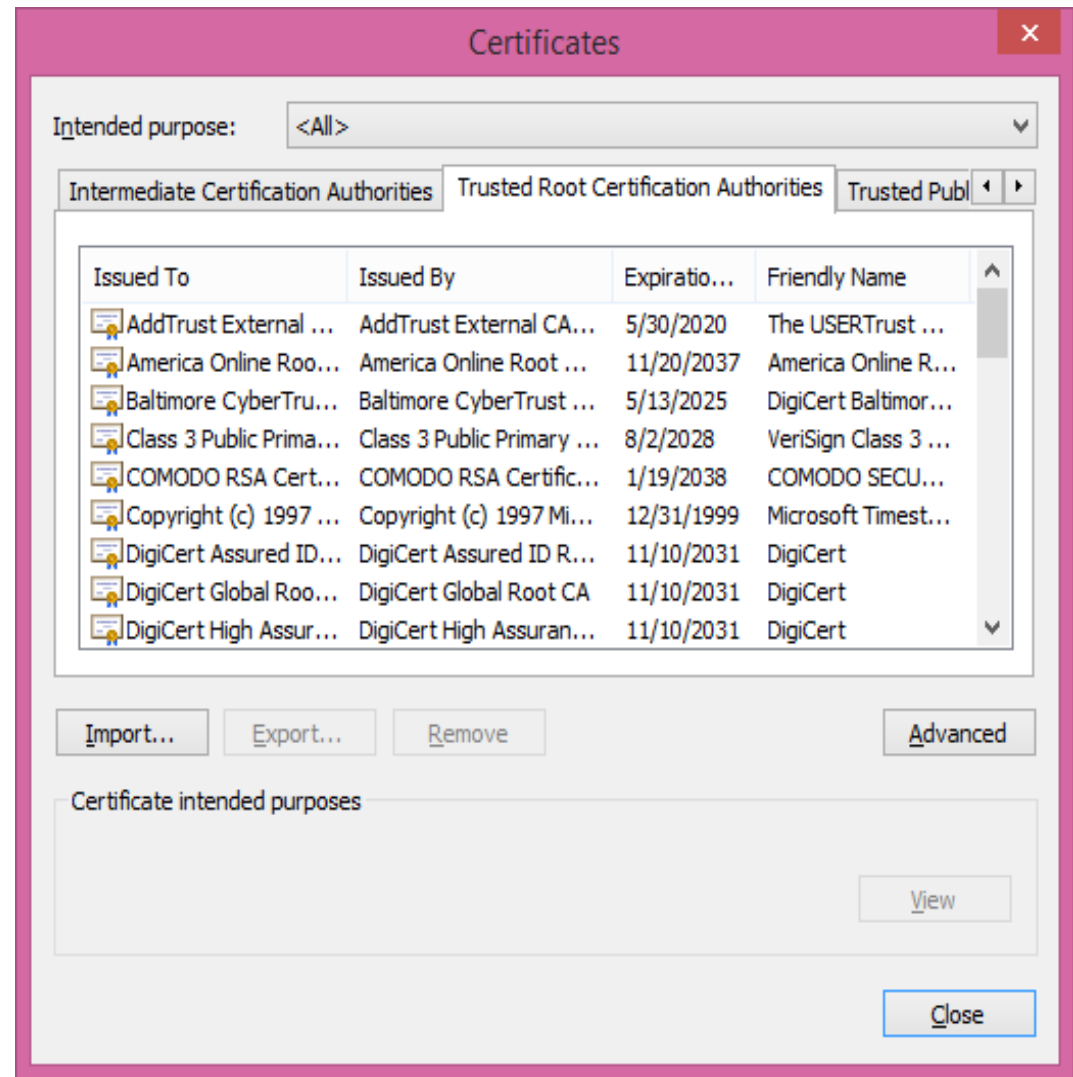 Certificates
Intended purpose: <All>
Intermediate Certification Authorities Trusted Root Certification Authorities Trusted Publ
Issued To Issued By Expiratio... Friendly Name
AddTrust External ... AddTrust External CA... 5/30/2020 The USERTrust ...
America Online Roo... America Online Root ... 11/20/2037 America Online R...
Baltimore CyberTru... Baltimore CyberTrust ... 5/13/2025 DigiCert Baltimor...
Class 3 Public Prima... Class 3 Public Primary ... 8/2/2028 VeriSign Class 3 ...
COMODO RSA Cert... COMODO RSA Certific... 1/19/2038 COMODO SECU...
Copyright (c) 1997 ... Copyright (c) 1997 Mi... 12/31/1999 Microsoft Timest...
DigiCert Assured ID... DigiCert Assured ID R... 11/10/2031 DigiCert
DigiCert Global Roo... DigiCert Global Root CA 11/10/2031 DigiCert
DigiCert High Assur... DigiCert High Assuran... 11/10/2031 DigiCert
Import... Export... Remove Advanced
Certificate intended purposes
View
Close